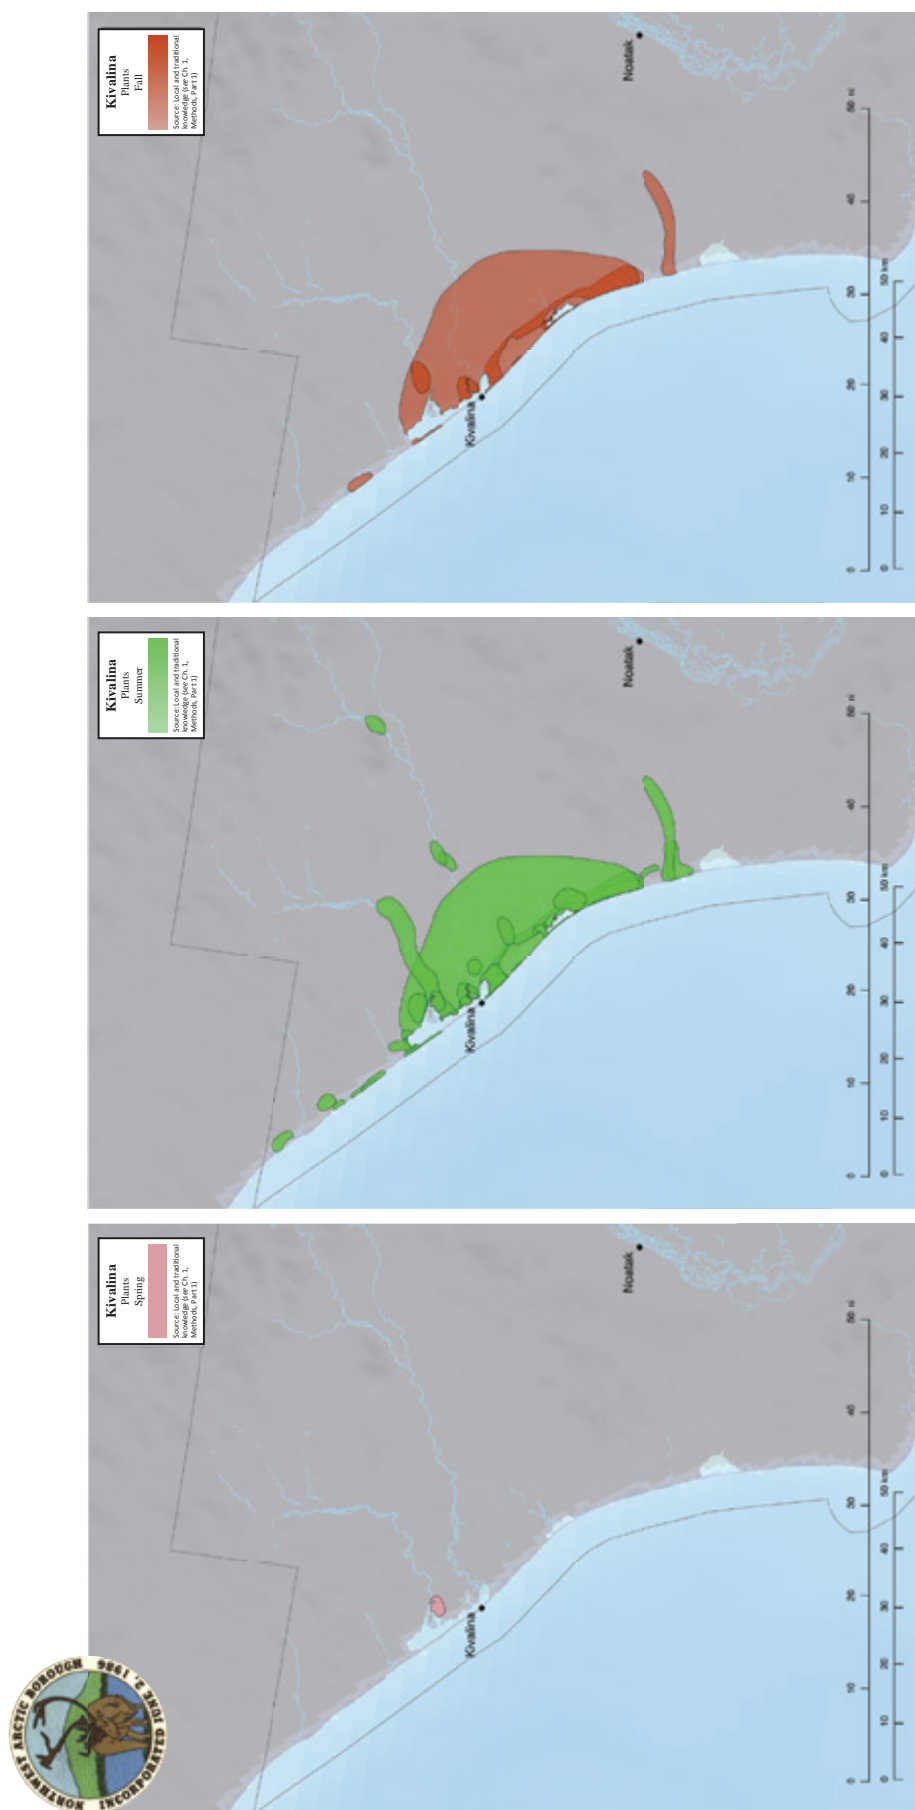 Kivalina
Plants
Fall
Source: Local and traditional
knowledge (see Ch. 1,
Methods, Part 1)
Noatak
Kivalina
0 10 20 30 40 50 mi
0 10 20 30 40 50 km
Kivalina
Plants
Summer
Source: Local and traditional
knowledge (see Ch. 1,
Methods, Part 1)
Noatak
Kivalina
0 10 20 30 40 50 mi
0 10 20 30 40 50 km
Kivalina
Plants
Spring
Source: Local and traditional
knowledge (see Ch. 1,
Methods, Part 1)
Noatak
Kivalina
0 10 20 30 40 50 mi
0 10 20 30 40 50 km
NORTHWEST ARCTIC BOROUGH
INCORPORATED JUNE 2, 1986